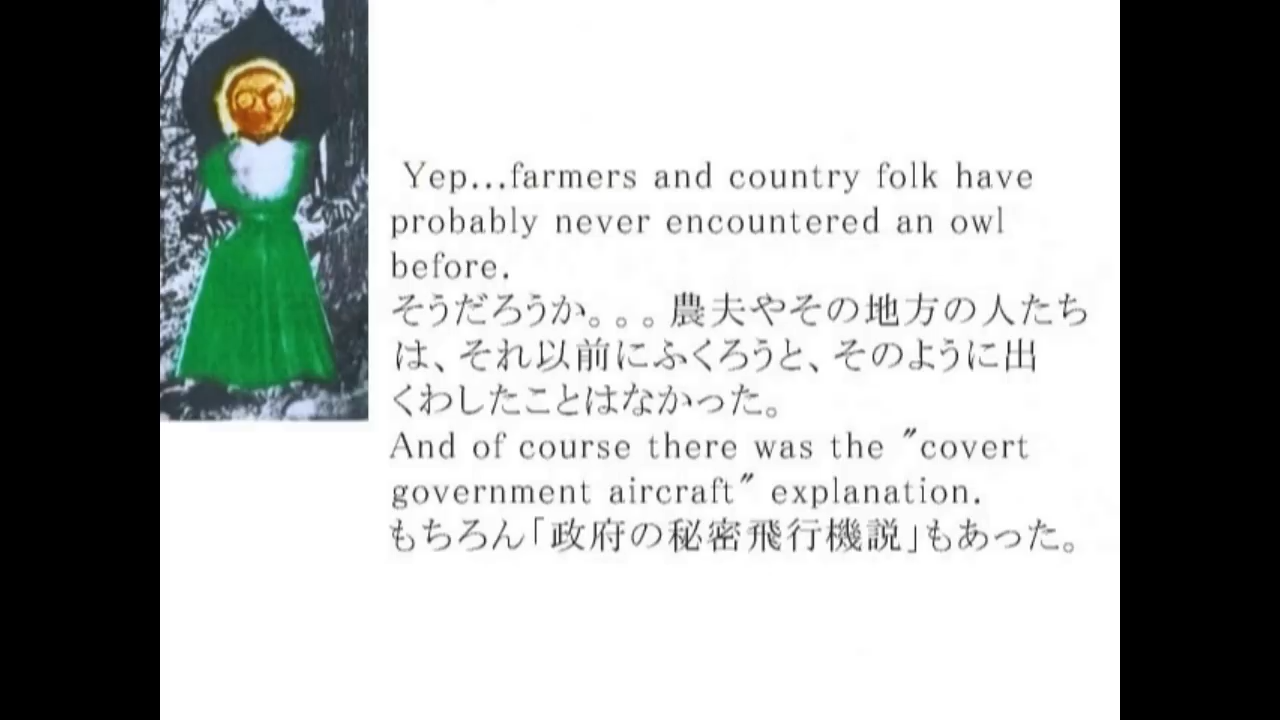 Yep...farmers and country folk have
probably never encountered an owl
before.
そうだろうか。。。農夫やその地方の人たち
は、それ以前にふくろうと、そのように出
くわしたことはなかった。
And of course there was the "covert
government aircraft" explanation.
もちろん「政府の秘密飛行機説」もあった。